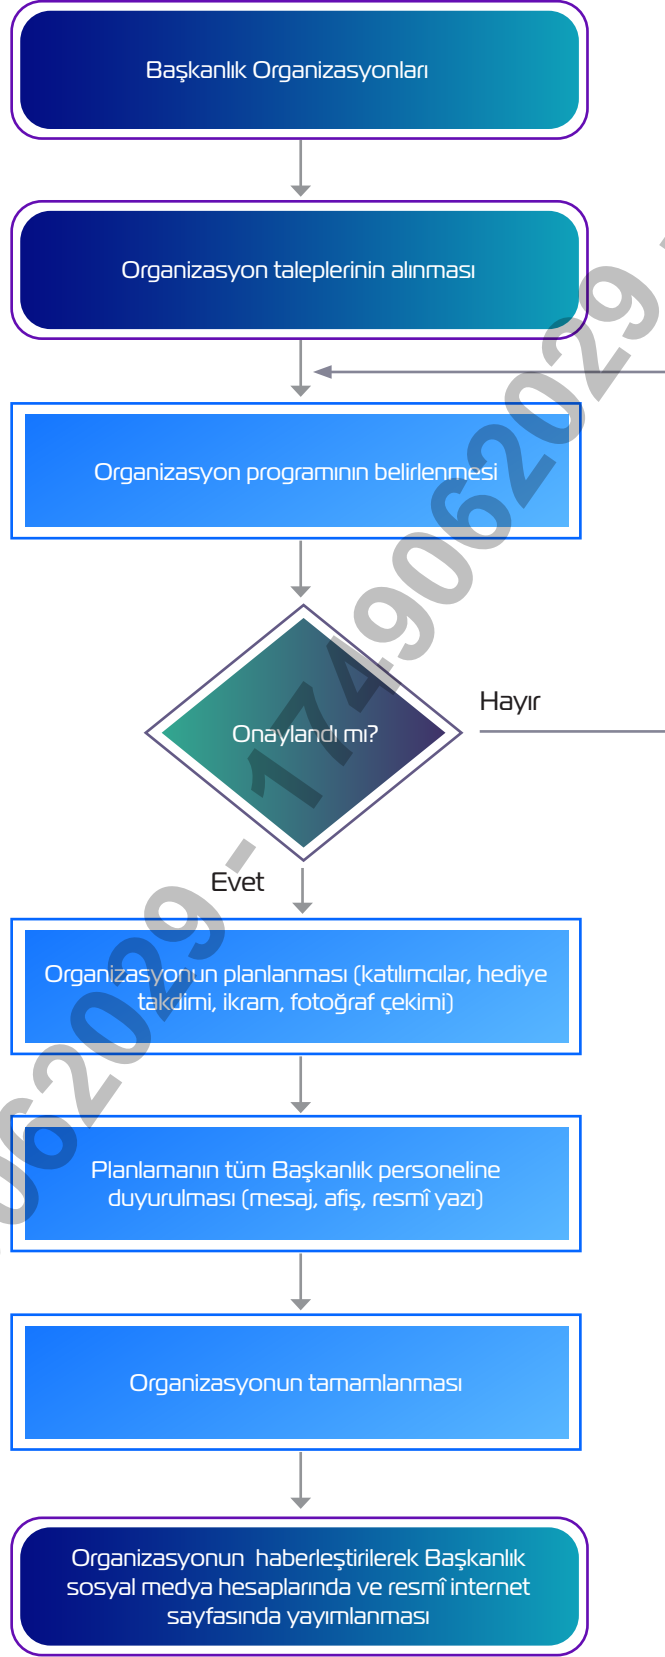 Başkanlık Organizasyonları
Organizasyon taleplerinin alınması
Organizasyon programının belirlenmesi
Onaylandı mı?
Hayır
Evet
Organizasyonun planlanması (katılımcılar, hediye
takdimi, ikram, fotoğraf çekimi)
Planlamanın tüm Başkanlık personeline
duyurulması (mesaj, afiş, resmî yazı)
Organizasyonun tamamlanması
Organizasyonun haberleştirilerek Başkanlık
sosyal medya hesaplarında ve resmî internet
sayfasında yayımlanması
062029 - 1749062029 -